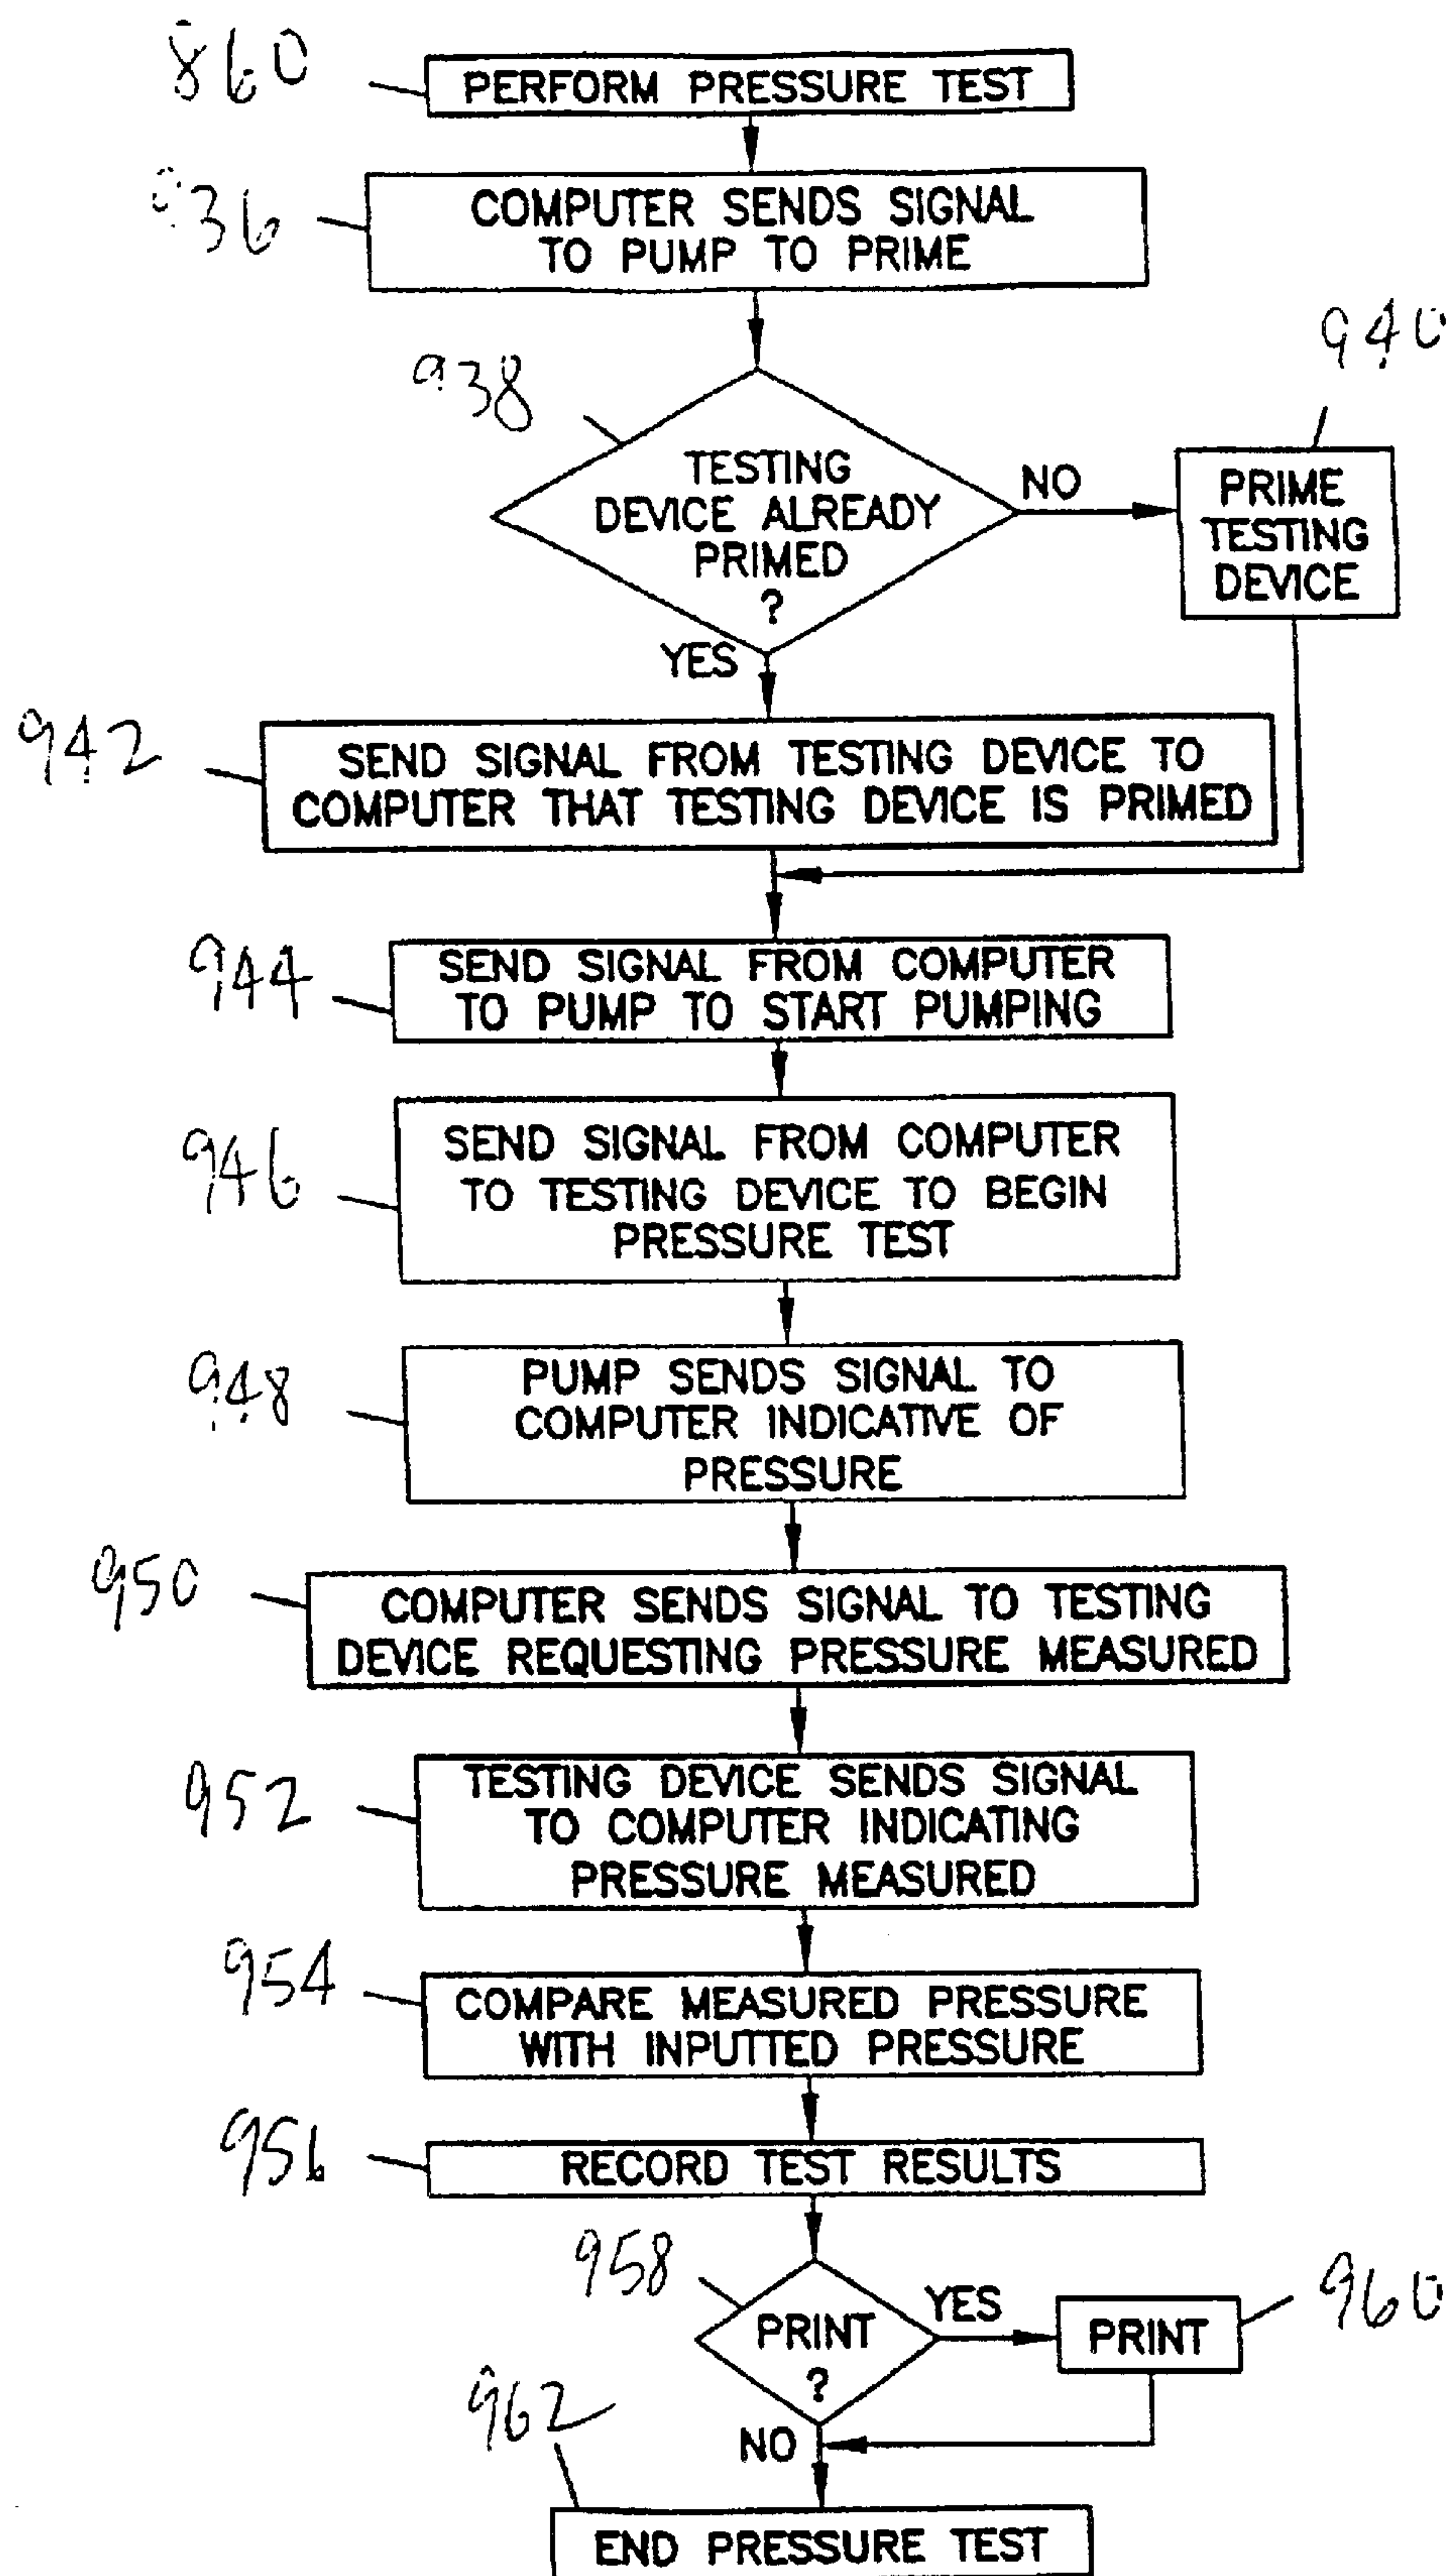 860
PERFORM PRESSURE TEST
936
COMPUTER SENDS SIGNAL
TO PUMP TO PRIME
938
TESTING
DEVICE ALREADY
PRIMED
?
NO
940
PRIME
TESTING
DEVICE
YES
942
SEND SIGNAL FROM TESTING DEVICE TO
COMPUTER THAT TESTING DEVICE IS PRIMED
944
SEND SIGNAL FROM COMPUTER
TO PUMP TO START PUMPING
946
SEND SIGNAL FROM COMPUTER
TO TESTING DEVICE TO BEGIN
PRESSURE TEST
948
PUMP SENDS SIGNAL TO
COMPUTER INDICATIVE OF
PRESSURE
950
COMPUTER SENDS SIGNAL TO TESTING
DEVICE REQUESTING PRESSURE MEASURED
952
TESTING DEVICE SENDS SIGNAL
TO COMPUTER INDICATING
PRESSURE MEASURED
954
COMPARE MEASURED PRESSURE
WITH INPUTTED PRESSURE
956
RECORD TEST RESULTS
958
PRINT
?
YES
PRINT
960
NO
962
END PRESSURE TEST